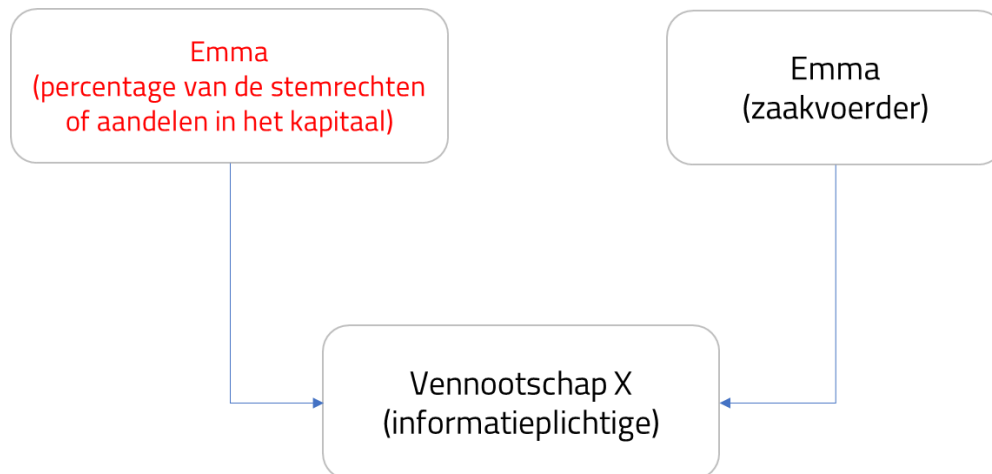 Emma
(percentage van de stemrechten
of aandelen in het kapitaal)
Emma
(zaakvoerder)
Vennootschap X
(informatieplichtige)